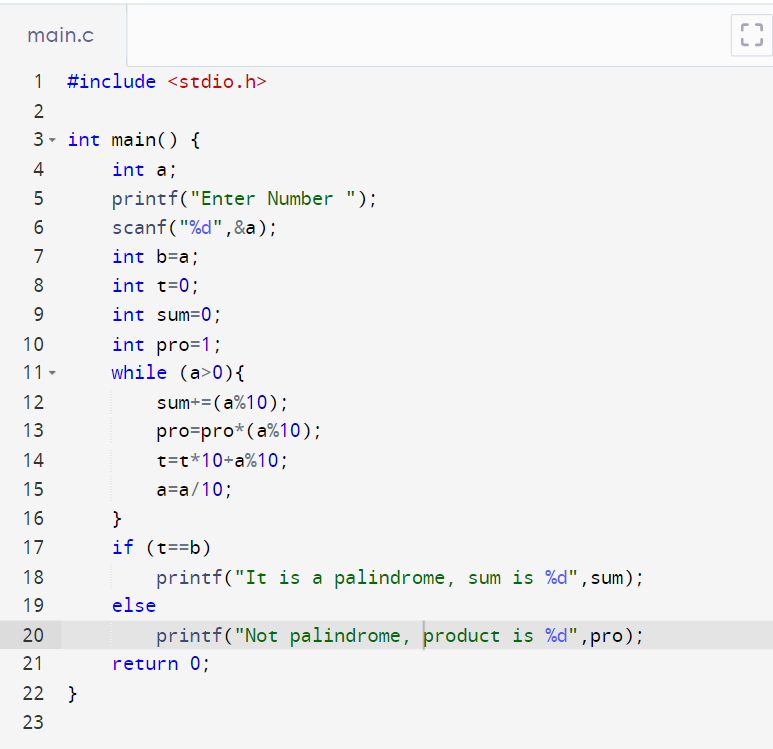 main.c
1 #include <stdio.h>
2
3 int main() {
4 int a;
5 printf("Enter Number ");
6 scanf("%d",&a);
7 int b=a;
8 int t=0;
9 int sum=0;
10 int pro=1;
11 while (a>0){
12 sum+=(a%10);
13 pro=pro*(a%10);
14 t=t*10+a%10;
15 a=a/10;
16 }
17 if (t==b)
18 printf("It is a palindrome, sum is %d",sum);
19 else
20 printf("Not palindrome, product is %d",pro);
21 return 0;
22 }
23